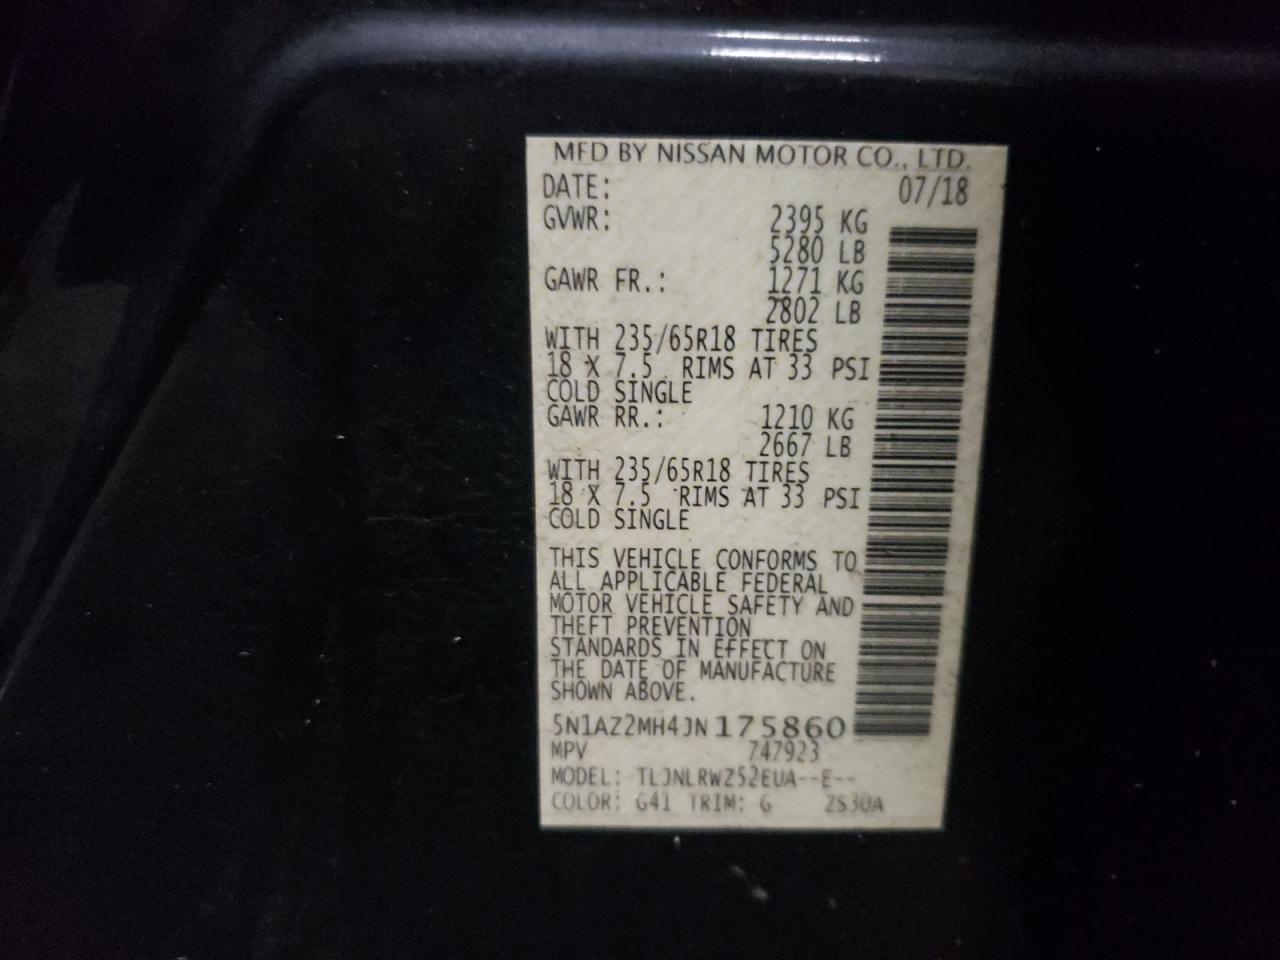 MFD BY NISSAN MOTOR CO., LTD.
DATE: 07/18
GVWR: 2395 KG
5280 LB
GAWR FR.: 1271 KG
2802 LB
WITH 235/65R18 TIRES
18 X 7.5 RIMS AT 33 PSI
COLD SINGLE
GAWR RR.: 1210 KG
2667 LB
WITH 235/65R18 TIRES
18 X 7.5 RIMS AT 33 PSI
COLD SINGLE
THIS VEHICLE CONFORMS TO
ALL APPLICABLE FEDERAL
MOTOR VEHICLE SAFETY AND
THEFT PREVENTION
STANDARDS IN EFFECT ON
THE DATE OF MANUFACTURE
SHOWN ABOVE.
5N1AZ2MH4JN175860
MPV 747923
MODEL: TLJNLRWZ52EUA--E--
COLOR: G41 TRIM: G ZS30A